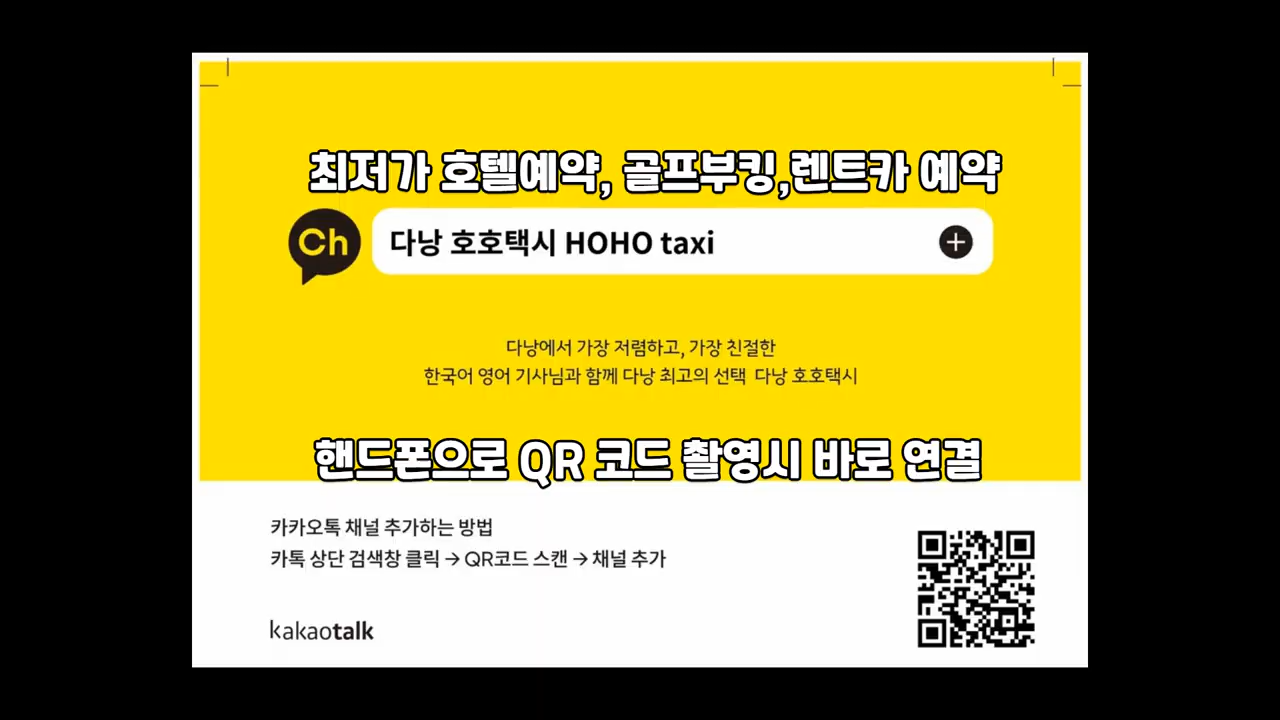 최저가 호텔예약, 골프부킹,렌트카 예약
Ch 다낭 호호택시 HOHO taxi
다낭에서 가장 저렴하고, 가장 친절한
한국어 영어 기사님과 함께 다낭 최고의 선택 다낭 호호택시
핸드폰으로 QR 코드 촬영시 바로 연결
카카오톡 채널 추가하는 방법
카톡 상단 검색창 클릭 → QR코드 스캔 → 채널 추가
kakaotalk